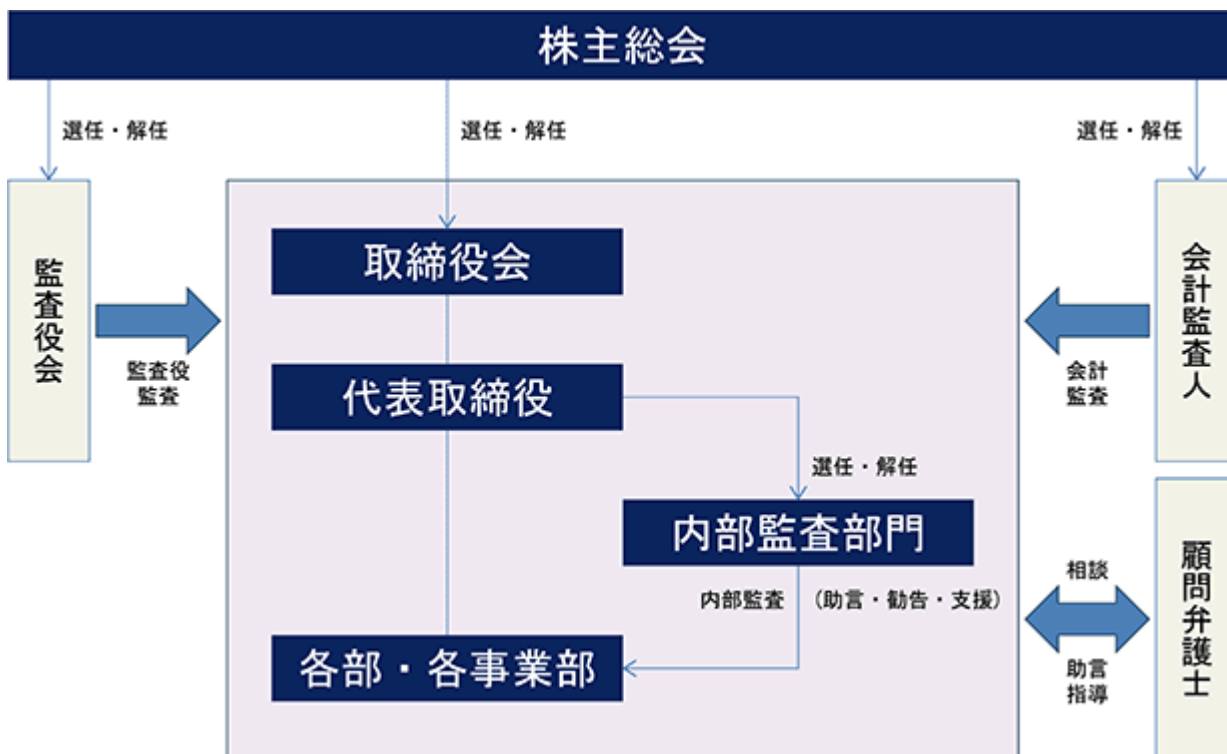 株主総会
選任・解任
選任・解任
選任・解任
監査役会
監査役
監査
取締役会
代表取締役
選任・解任
内部監査部門
内部監査 (助言・勧告・支援)
各部・各事業部
会計監査人
会計
監査
顧問弁護士
相談
助言
指導